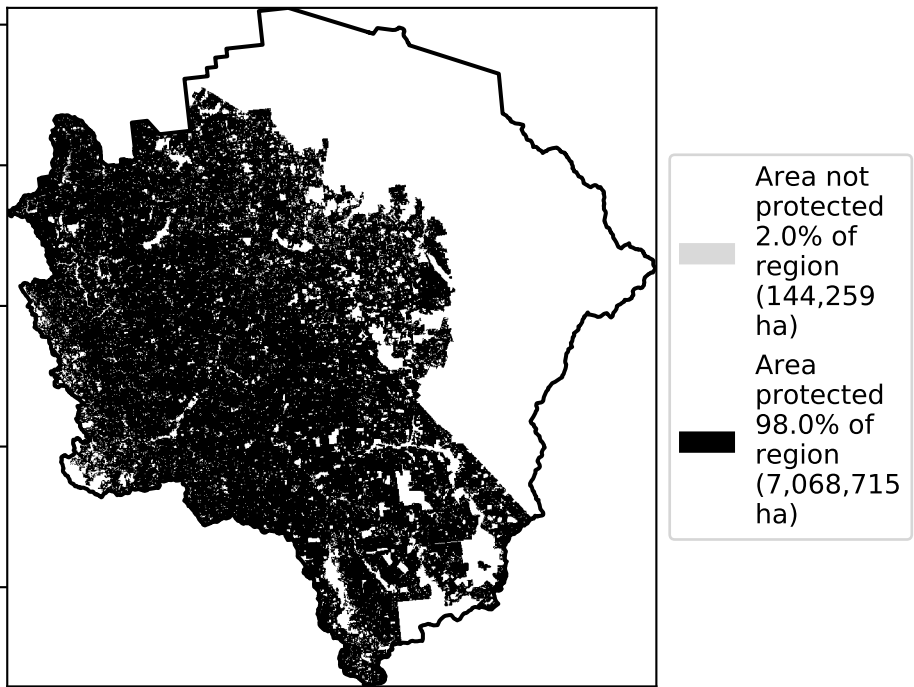 Area not
protected
2.0% of
region
(144,259
ha)
Area
protected
98.0% of
region
(7,068,715
ha)